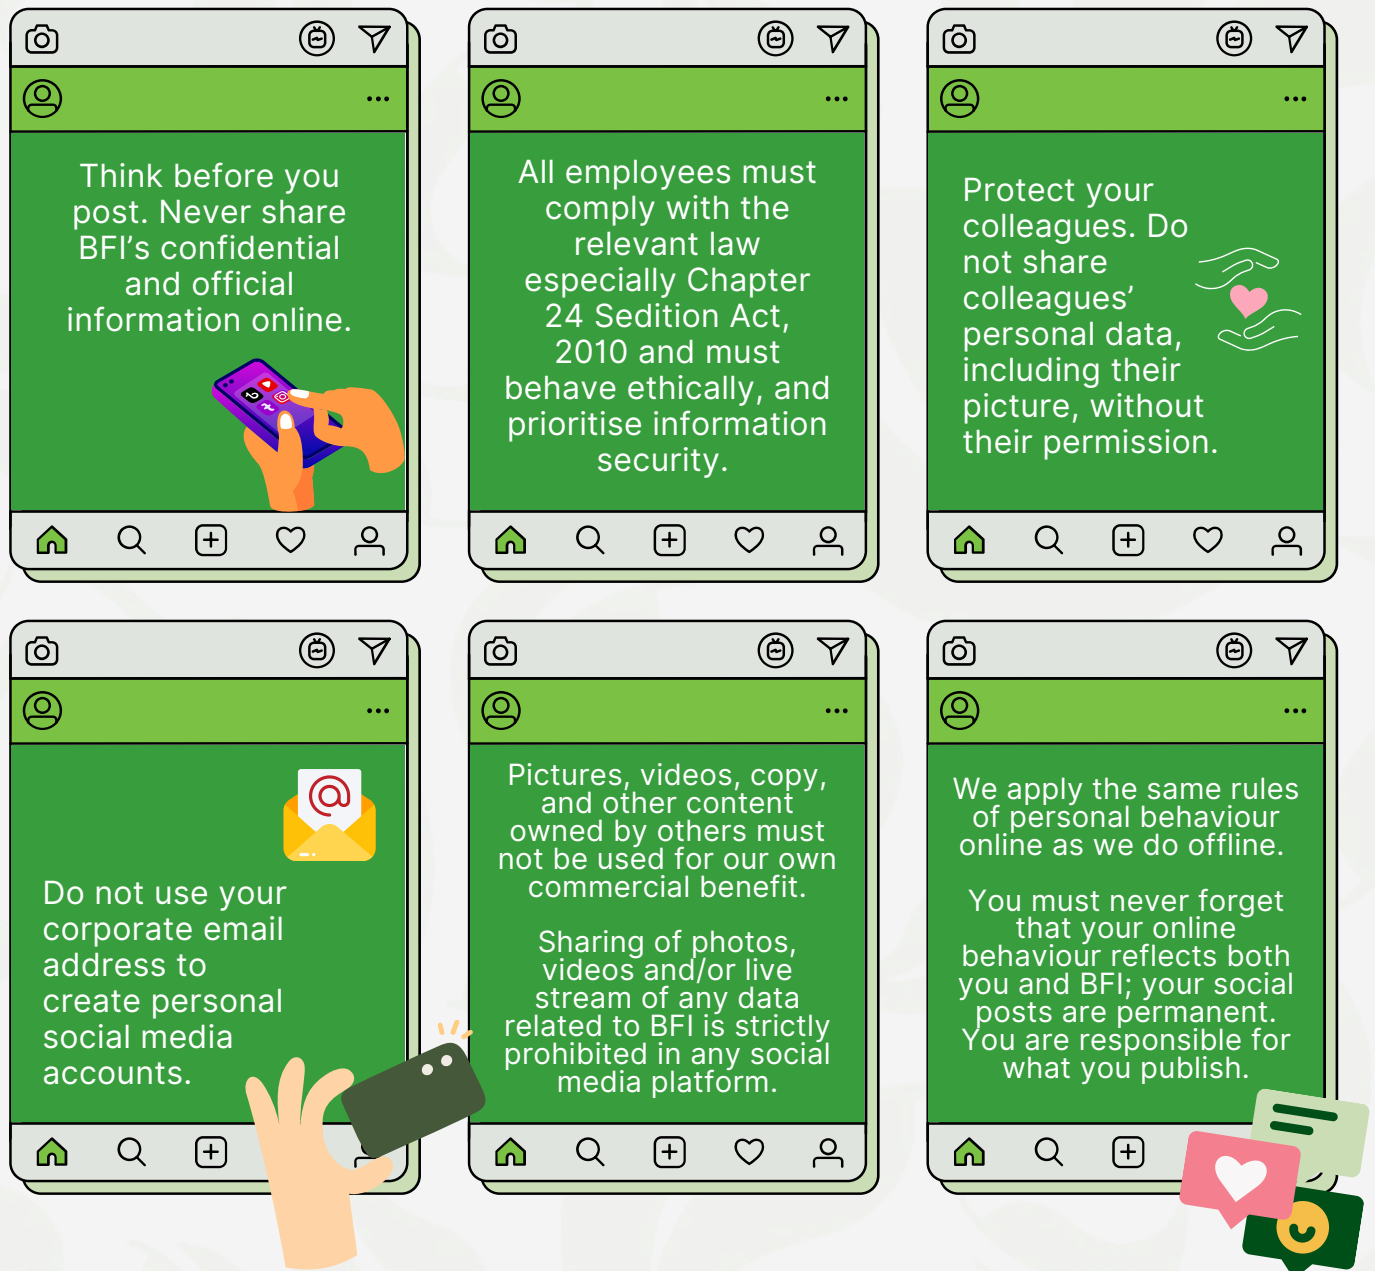 Think before you
post. Never share
BFI’s confidential
and official
information online.
All employees must
comply with the
relevant law
especially Chapter
24 Sedition Act,
2010 and must
behave ethically, and
prioritise information
security.
Protect your
colleagues. Do
not share
colleagues’
personal data,
including their
picture, without
their permission.
Do not use your
corporate email
address to
create personal
social media
accounts.
Pictures, videos, copy,
and other content
owned by others must
not be used for our own
commercial benefit.
Sharing of photos,
videos and/or live
stream of any data
related to BFI is strictly
prohibited in any social
media platform.
We apply the same rules
of personal behaviour
online as we do offline.
You must never forget
that your online
behaviour reflects both
you and BFI; your social
posts are permanent.
You are responsible for
what you publish.